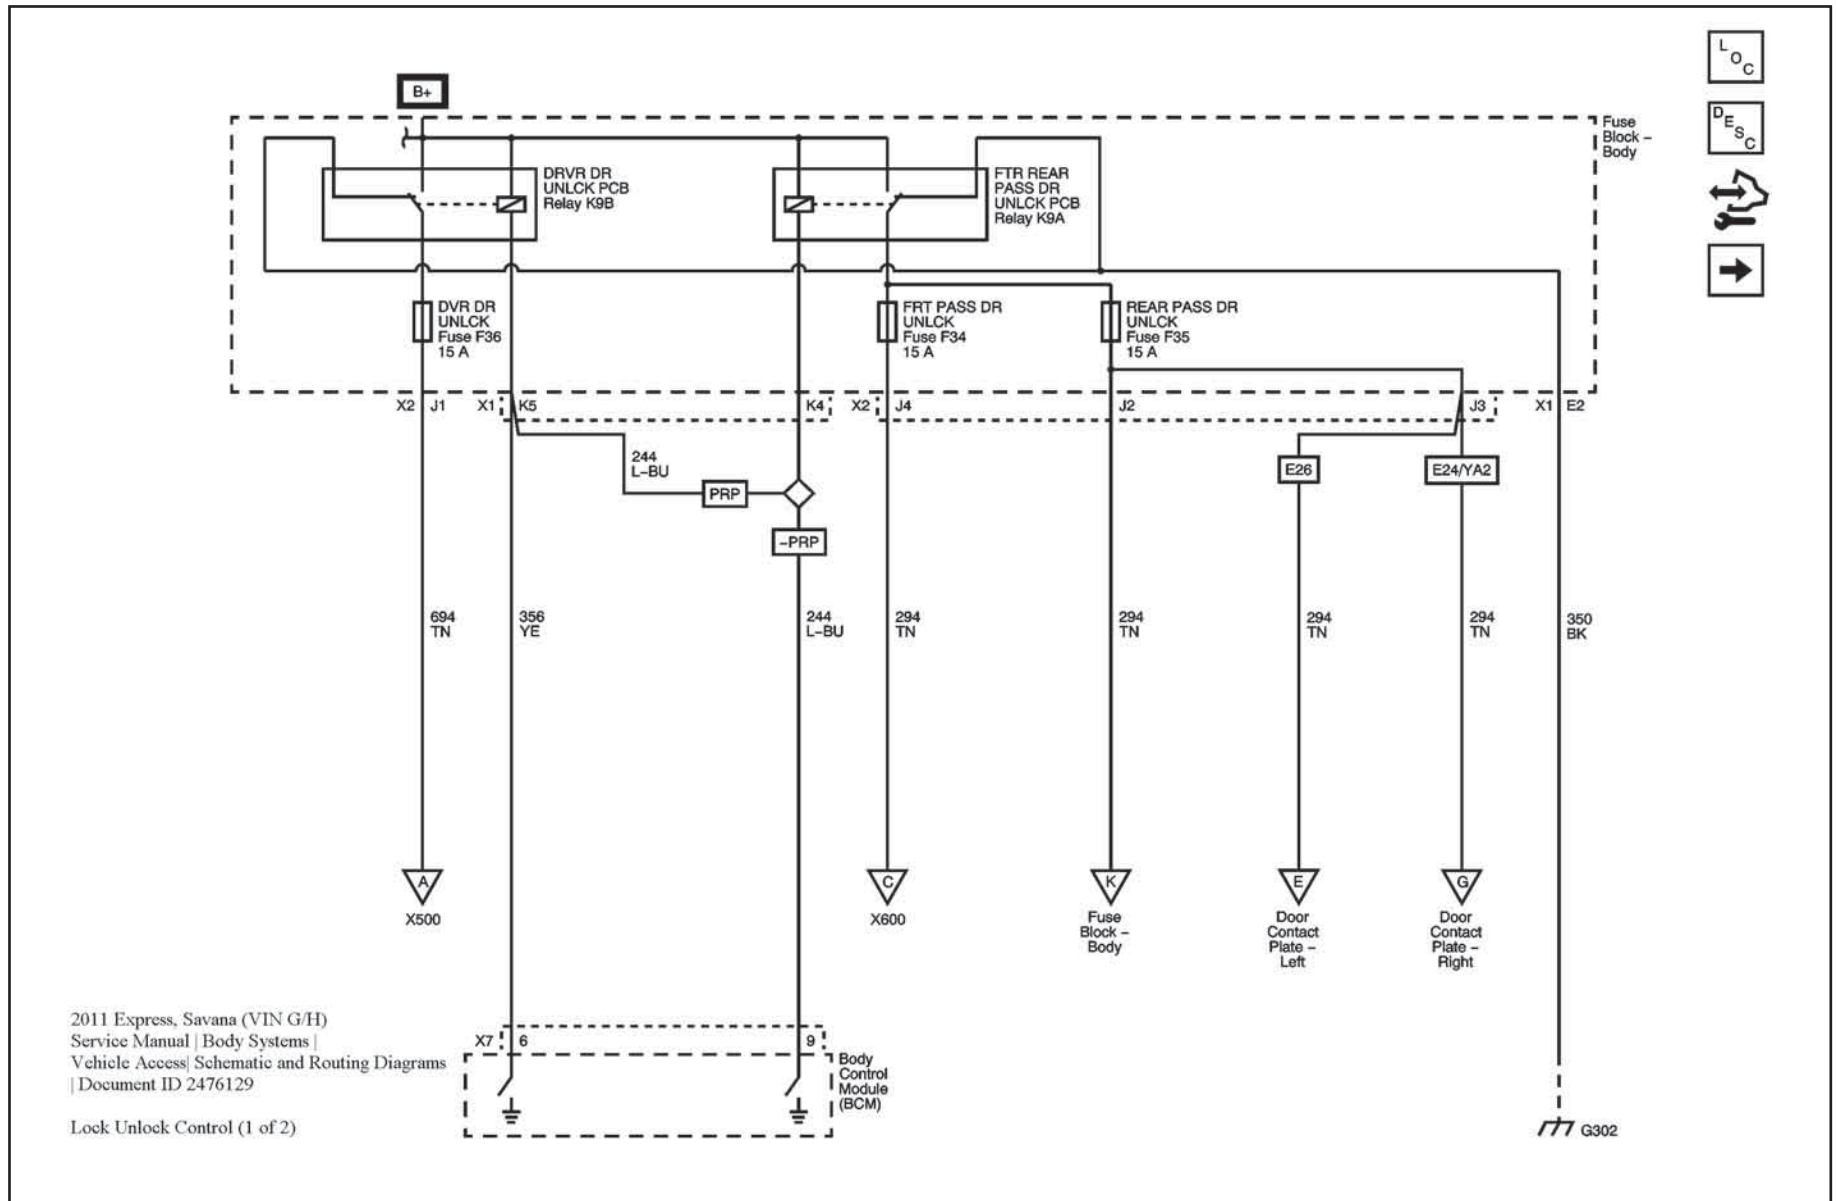 LOC
DESC
B+
Fuse
Block –
Body
DRVR DR
UNLCK PCB
Relay K9B
FTR REAR
PASS DR
UNLCK PCB
Relay K9A
DVR DR
UNLCK
Fuse F36
15 A
FRT PASS DR
UNLCK
Fuse F34
15 A
REAR PASS DR
UNLCK
Fuse F35
15 A
X2 J1 X1 K5 K4 X2 J4 J2 J3 X1 E2
244
L–BU
PRP
–PRP
E26
E24/YA2
694
TN
356
YE
244
L–BU
294
TN
294
TN
294
TN
294
TN
350
BK
A
X500
C
X600
K
Fuse
Block –
Body
E
Door
Contact
Plate –
Left
G
Door
Contact
Plate –
Right
2011 Express, Savana (VIN G/H)
Service Manual | Body Systems |
Vehicle Access| Schematic and Routing Diagrams
| Document ID 2476129
Lock Unlock Control (1 of 2)
X7 6 9
Body
Control
Module
(BCM)
G302